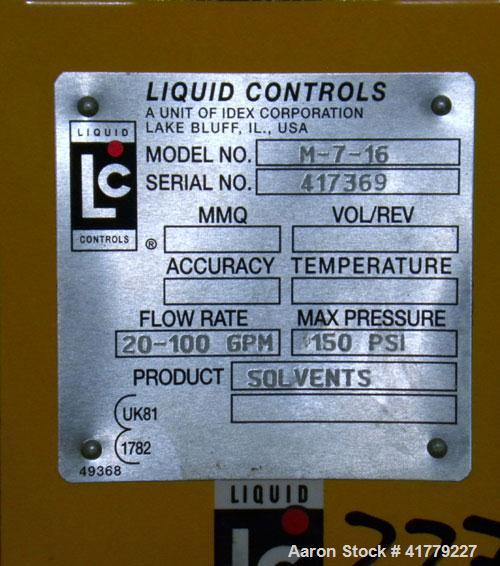 LIQUID CONTROLS
A UNIT OF IDEX CORPORATION
LAKE BLUFF, IL., USA
LIQUID
LC
CONTROLS
®
MODEL NO. M-7-16
SERIAL NO. 417369
MMQ VOL/REV
ACCURACY TEMPERATURE
FLOW RATE MAX PRESSURE
20-100 GPM 150 PSI
PRODUCT SOLVENTS
UK81
1782
49368
LIQUID
Aaron Stock # 41779227